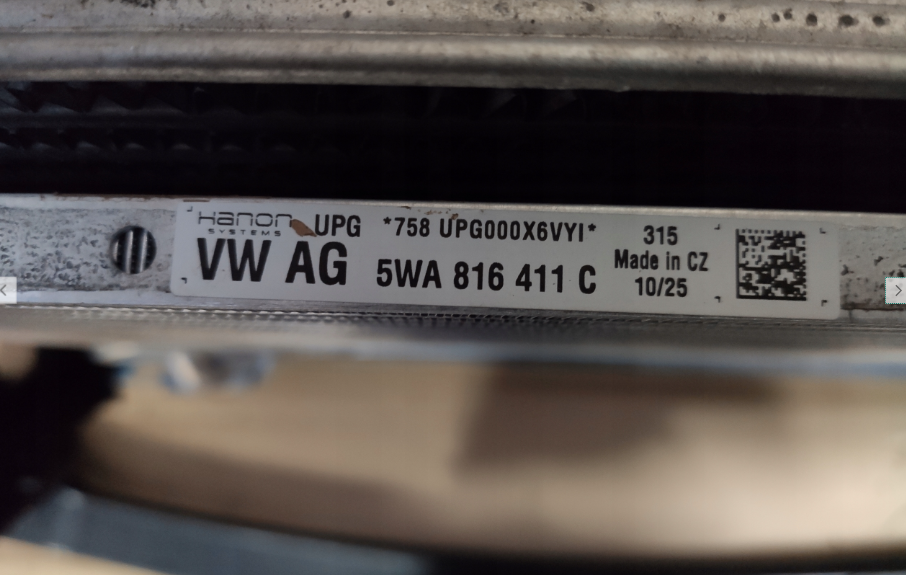 HANON SYSTEMS UPG *758 UPG000X6VYI*
VW AG 5WA 816 411 C
315
Made in CZ
10/25